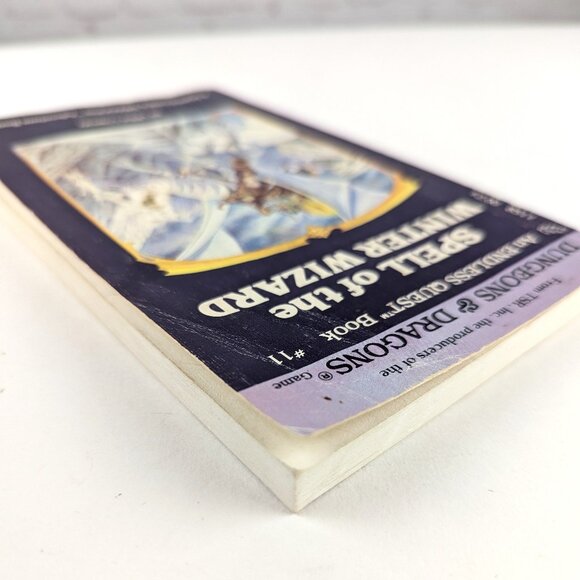 From TSR, Inc. the producers of the
DUNGEONS & DRAGONS® Game
An ENDLESS QUEST™ Book #11
SPELL of the
WINTER WIZARD